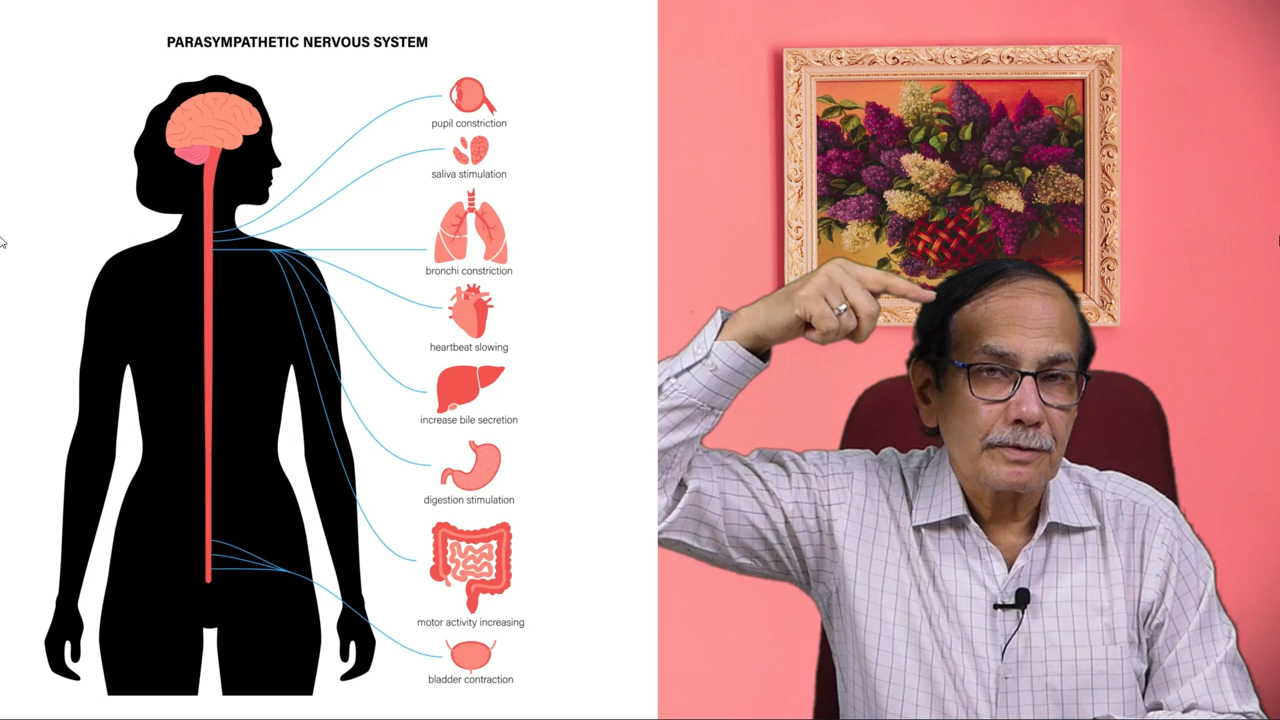 PARASYMPATHETIC NERVOUS SYSTEM
pupil constriction
saliva stimulation
bronchi constriction
heartbeat slowing
increase bile secretion
digestion stimulation
motor activity increasing
bladder contraction